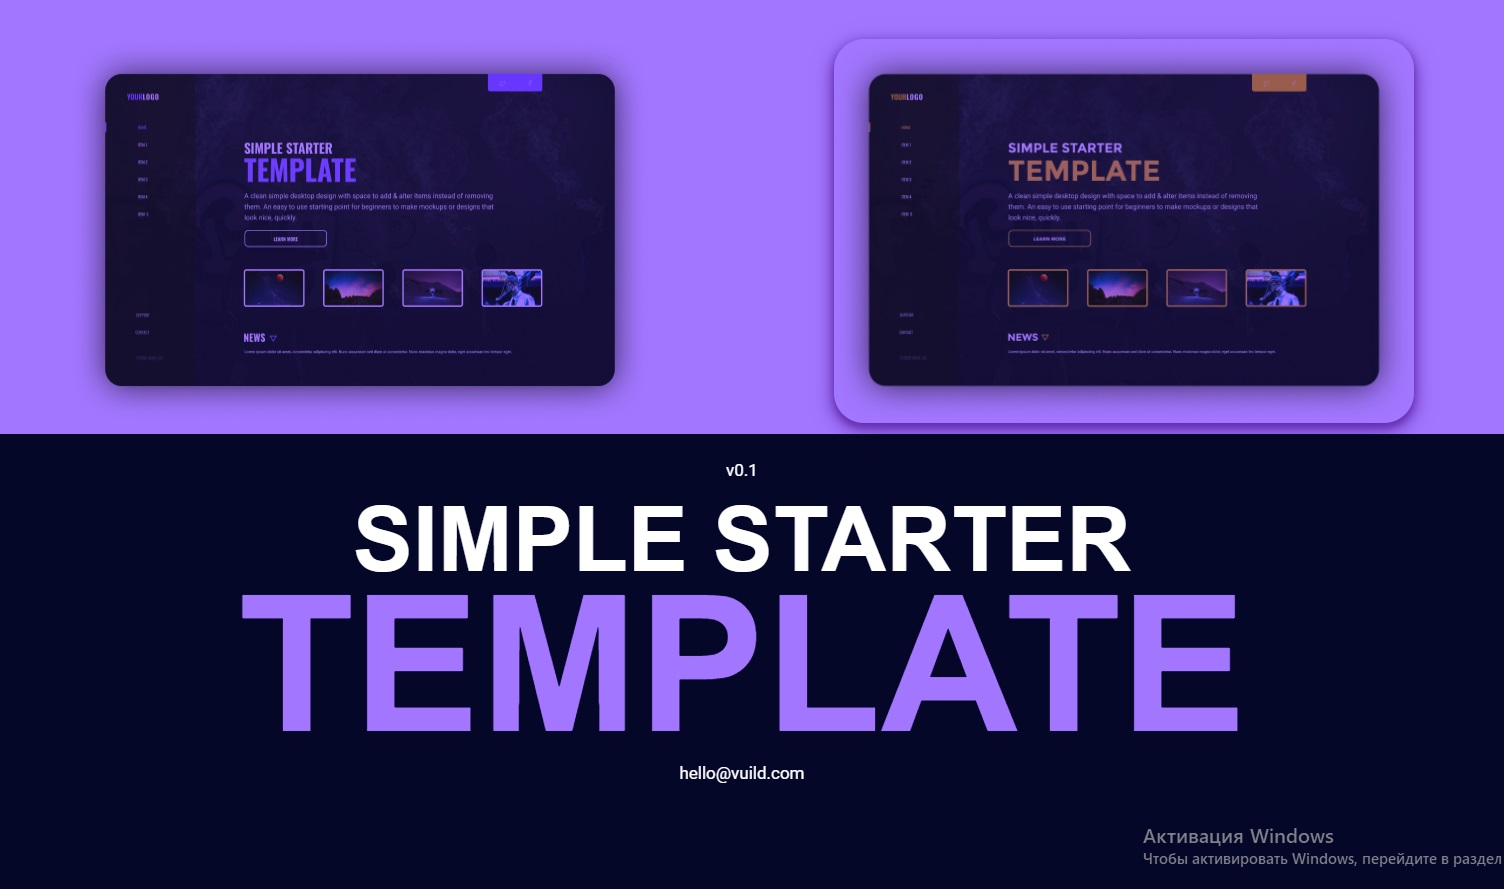 YOURLOGO
HOME
ITEM 1
ITEM 2
ITEM 3
ITEM 4
ITEM 5
SIMPLE STARTER
TEMPLATE
A clean simple desktop design with space to add & alter items instead of removing
them. An easy to use starting point for beginners to make mockups or designs that
look nice, quickly.
LEARN MORE
SUPPORT
CONTACT
NEWS
Lorem ipsum dolor sit amet, consectetur adipiscing elit. Nunc accumsan sed
YOURLOGO
HOME
ITEM 1
ITEM 2
ITEM 3
ITEM 4
ITEM 5
SIMPLE STARTER
TEMPLATE
A clean simple desktop design with space to add & alter items instead of removing
them. An easy to use starting point for beginners to make mockups or designs that
look nice, quickly.
LEARN MORE
SUPPORT
CONTACT
NEWS
Lorem ipsum dolor sit amet, consectetur adipiscing elit. Nunc accumsan sed
v0.1
SIMPLE STARTER
TEMPLATE
hello@vuild.com
Активация Windows
Чтобы активировать Windows, перейдите в раздел